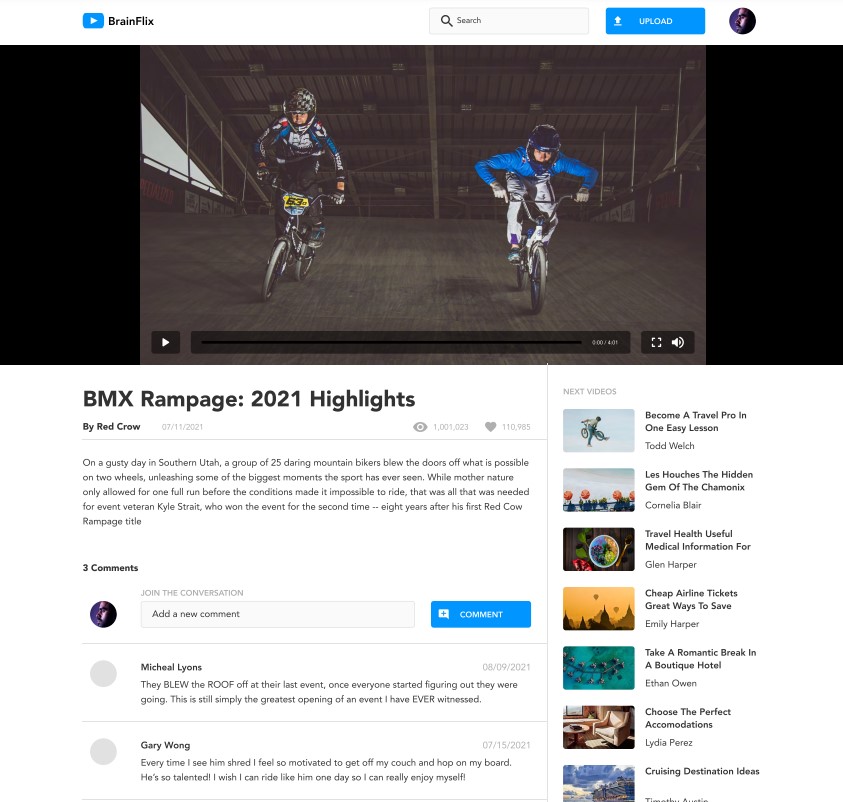 BrainFlix
Search
UPLOAD
0:00 / 4:01
BMX Rampage: 2021 Highlights
By Red Crow
07/11/2021
1,001,023
110,985
On a gusty day in Southern Utah, a group of 25 daring mountain bikers blew the doors off what is possible
on two wheels, unleashing some of the biggest moments the sport has ever seen. While mother nature
only allowed for one full run before the conditions made it impossible to ride, that was all that was needed
for event veteran Kyle Strait, who won the event for the second time -- eight years after his first Red Cow
Rampage title
3 Comments
JOIN THE CONVERSATION
Add a new comment
COMMENT
Micheal Lyons
08/09/2021
They BLEW the ROOF off at their last event, once everyone started figuring out they were
going. This is still simply the greatest opening of an event I have EVER witnessed.
Gary Wong
07/15/2021
Every time I see him shred I feel so motivated to get off my couch and hop on my board.
He's so talented! I wish I can ride like him one day so I can really enjoy myself!
NEXT VIDEOS
Become A Travel Pro In
One Easy Lesson
Todd Welch
Les Houches The Hidden
Gem Of The Chamonix
Cornelia Blair
Travel Health Useful
Medical Information For
Glen Harper
Cheap Airline Tickets
Great Ways To Save
Emily Harper
Take A Romantic Break In
A Boutique Hotel
Ethan Owen
Choose The Perfect
Accomodations
Lydia Perez
Cruising Destination Ideas
Timothy Austin